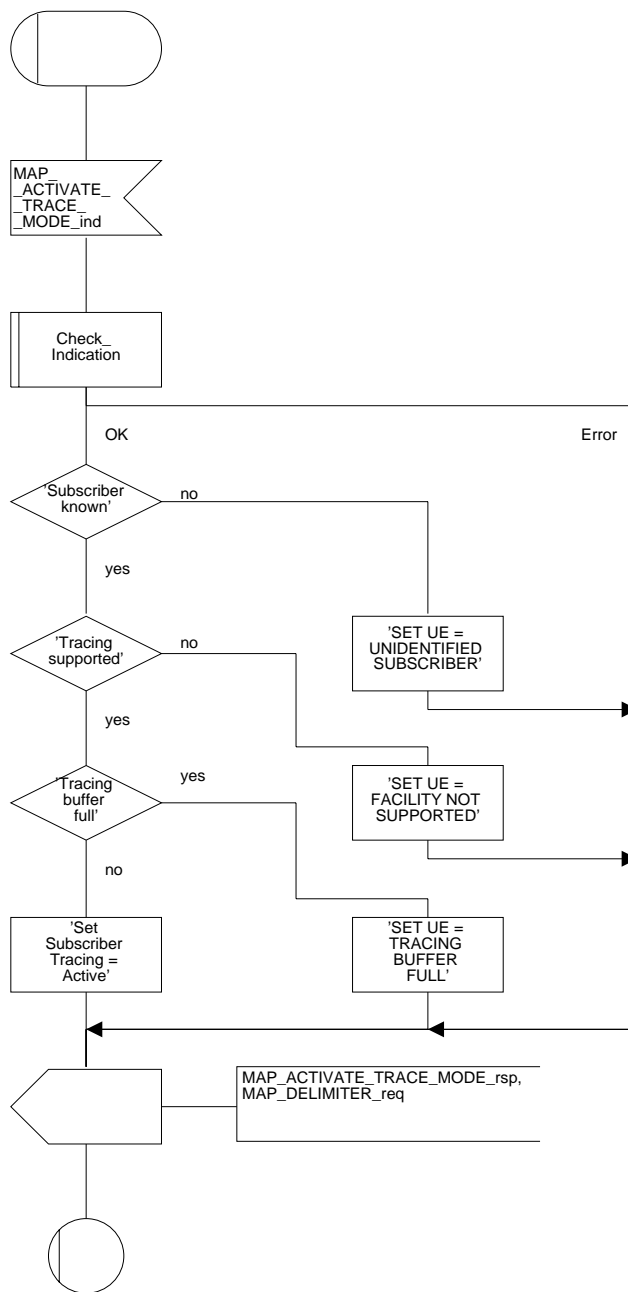 MAP_
_ACTIVATE_
_TRACE_
_MODE_ind
Check_
Indication
OK
Error
'Subscriber
known'
no
yes
'SET UE =
UNIDENTIFIED
SUBSCRIBER'
'Tracing
supported'
no
yes
'SET UE =
FACILITY NOT
SUPPORTED'
'Tracing
buffer
full'
yes
no
'Set
Subscriber
Tracing =
Active'
'SET UE =
TRACING
BUFFER
FULL'
MAP_ACTIVATE_TRACE_MODE_rsp,
MAP_DELIMITER_req